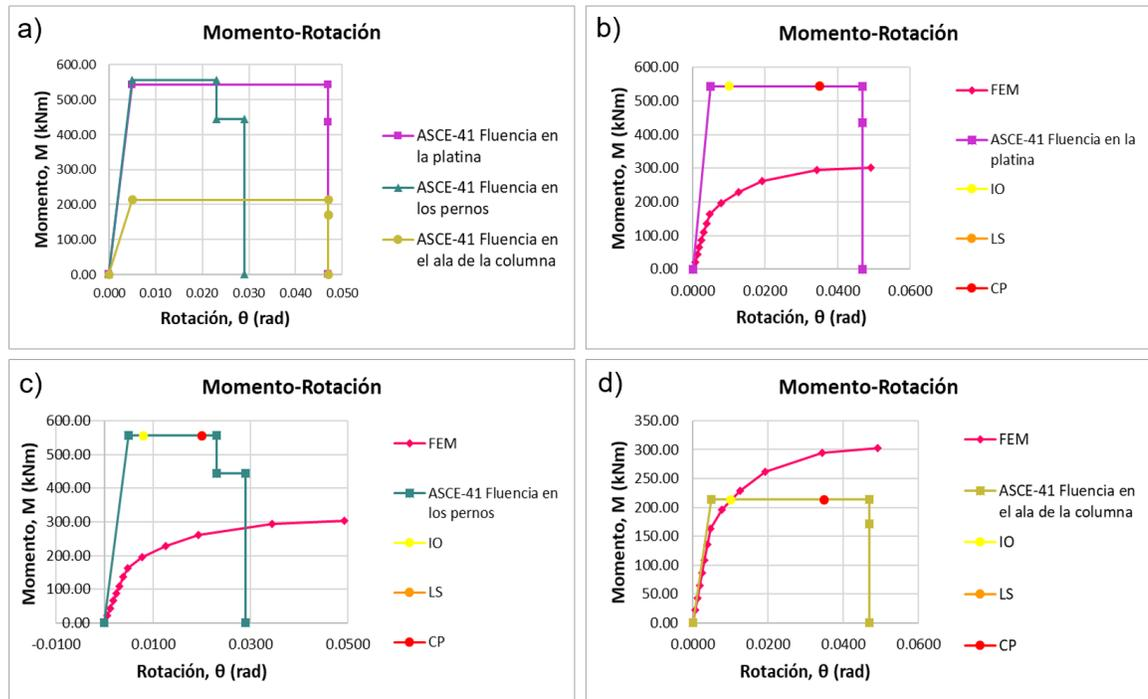 a)
Momento-Rotación
Momento, M (kNm)
600.00
500.00
400.00
300.00
200.00
100.00
0.00
0.000 0.010 0.020 0.030 0.040 0.050
Rotación, θ (rad)
ASCE-41 Fluencia en
la platina
ASCE-41 Fluencia en
los pernos
ASCE-41 Fluencia en
el ala de la columna
b)
Momento-Rotación
Momento, M (kNm)
600.00
500.00
400.00
300.00
200.00
100.00
0.00
0.0000 0.0200 0.0400 0.0600
Rotación, θ (rad)
FEM
ASCE-41 Fluencia en la
platina
IO
LS
CP
c)
Momento-Rotación
Momento, M (kNm)
600.00
500.00
400.00
300.00
200.00
100.00
0.00
-0.0100 0.0100 0.0300 0.0500
Rotación, θ (rad)
FEM
ASCE-41 Fluencia en
los pernos
IO
LS
CP
d)
Momento-Rotación
Momento, M (kNm)
350.00
300.00
250.00
200.00
150.00
100.00
50.00
0.00
0.0000 0.0200 0.0400 0.0600
Rotación, θ (rad)
FEM
ASCE-41 Fluencia en
el ala de la columna
IO
LS
CP